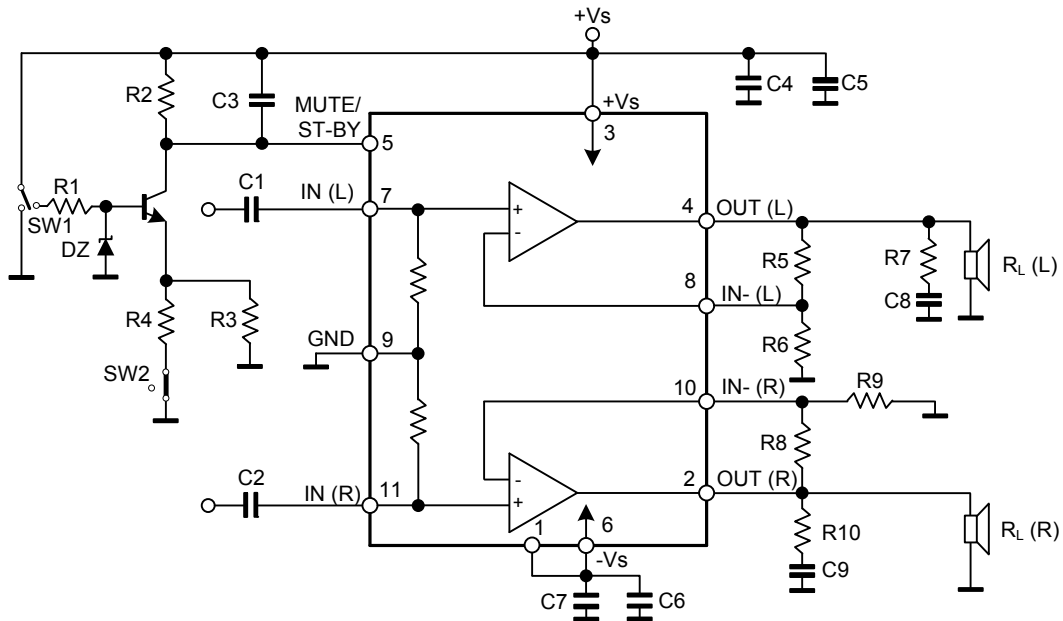 +Vs
R2
C3
C4
C5
MUTE/
ST-BY
5
+Vs
3
R1
SW1
DZ
C1
IN (L)
7
+
-
4
OUT (L)
R5
R7
RL (L)
8
IN- (L)
C8
R4
R3
GND
9
R6
SW2
10
IN- (R)
R9
R8
C2
IN (R)
11
-
+
2
OUT (R)
1
6
-Vs
R10
RL (R)
C9
C7
C6